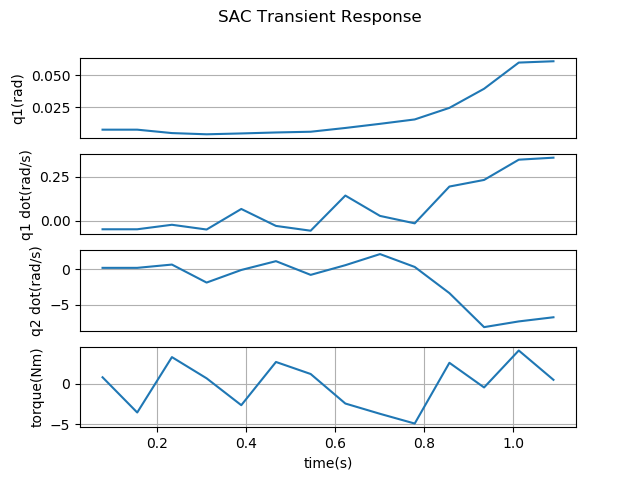 SAC Transient Response
0.050
0.025
q1(rad)
0.25
0.00
q1 dot(rad/s)
0
−5
q2 dot(rad/s)
0
−5
torque(Nm)
0.2 0.4 0.6 0.8 1.0
time(s)